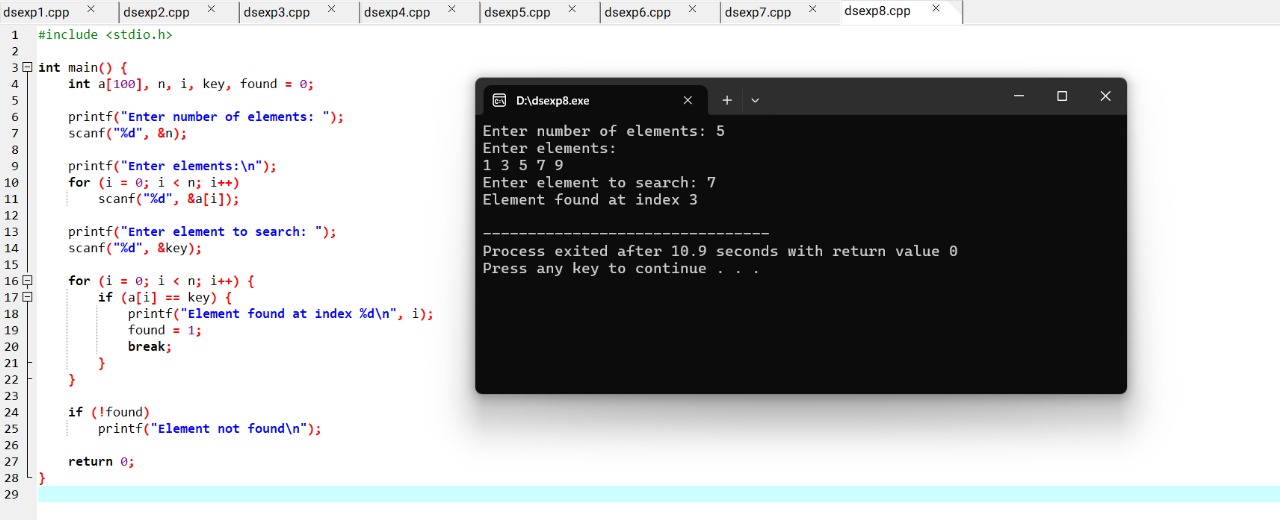 dsexp1.cpp dsexp2.cpp dsexp3.cpp dsexp4.cpp dsexp5.cpp dsexp6.cpp dsexp7.cpp dsexp8.cpp
1 #include <stdio.h>
2
3 int main() {
4 int a[100], n, i, key, found = 0;
5
6 printf("Enter number of elements: ");
7 scanf("%d", &n);
8
9 printf("Enter elements:\n");
10 for (i = 0; i < n; i++)
11 scanf("%d", &a[i]);
12
13 printf("Enter element to search: ");
14 scanf("%d", &key);
15
16 for (i = 0; i < n; i++) {
17 if (a[i] == key) {
18 printf("Element found at index %d\n", i);
19 found = 1;
20 break;
21 }
22 }
23
24 if (!found)
25 printf("Element not found\n");
26
27 return 0;
28 }
29
D:\dsexp8.exe
Enter number of elements: 5
Enter elements:
1 3 5 7 9
Enter element to search: 7
Element found at index 3
--------------------------------
Process exited after 10.9 seconds with return value 0
Press any key to continue . . .